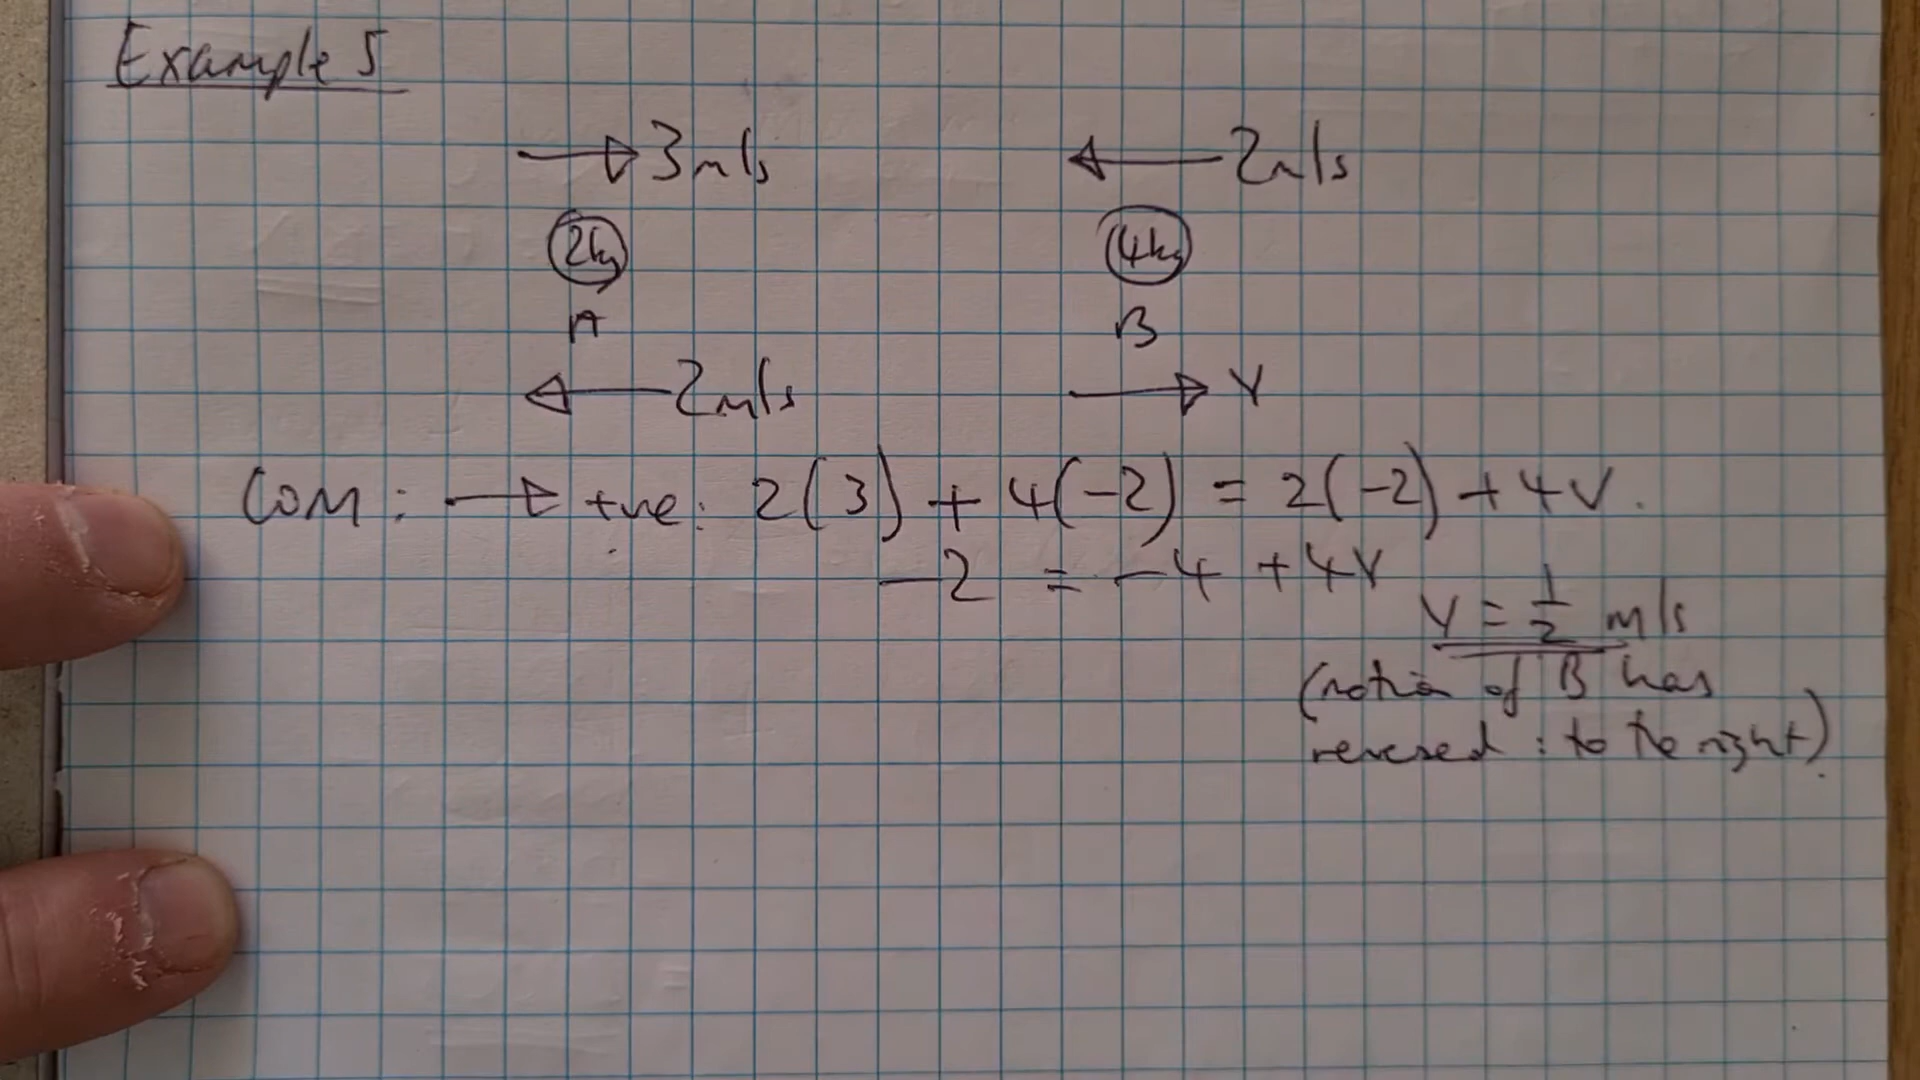 Example 5
3m/s 2m/s
2kg 4kg
A B
2m/s V
COM: → +ve: 2(3) + 4(-2) = 2(-2) + 4V.
-2 = -4 + 4V
V = 1/2 m/s
(motion of B has
reversed : to the right)